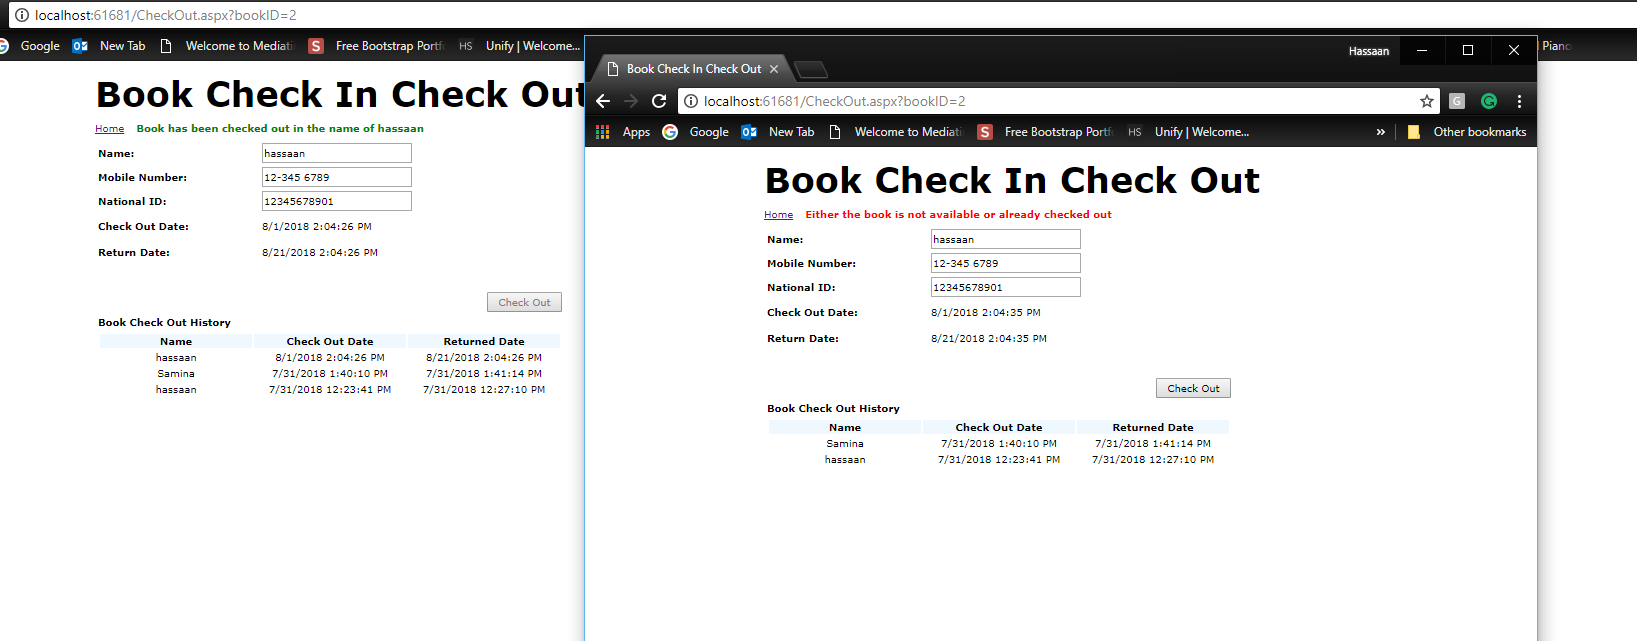 localhost:61681/CheckOut.aspx?bookID=2
Google New Tab Welcome to Mediati S Free Bootstrap Portf HS Unify | Welcome...
Book Check In Check Out
Home Book has been checked out in the name of hassaan
Name: hassaan
Mobile Number: 12-345 6789
National ID: 12345678901
Check Out Date: 8/1/2018 2:04:26 PM
Return Date: 8/21/2018 2:04:26 PM
Check Out
Book Check Out History
Name Check Out Date Returned Date
hassaan 8/1/2018 2:04:26 PM 8/21/2018 2:04:26 PM
Samina 7/31/2018 1:40:10 PM 7/31/2018 1:41:14 PM
hassaan 7/31/2018 12:23:41 PM 7/31/2018 12:27:10 PM
Hassaan
Book Check In Check Out
localhost:61681/CheckOut.aspx?bookID=2
Apps Google New Tab Welcome to Mediati S Free Bootstrap Portf HS Unify | Welcome... » Other bookmarks
Piano
Book Check In Check Out
Home Either the book is not available or already checked out
Name: hassaan
Mobile Number: 12-345 6789
National ID: 12345678901
Check Out Date: 8/1/2018 2:04:35 PM
Return Date: 8/21/2018 2:04:35 PM
Check Out
Book Check Out History
Name Check Out Date Returned Date
Samina 7/31/2018 1:40:10 PM 7/31/2018 1:41:14 PM
hassaan 7/31/2018 12:23:41 PM 7/31/2018 12:27:10 PM